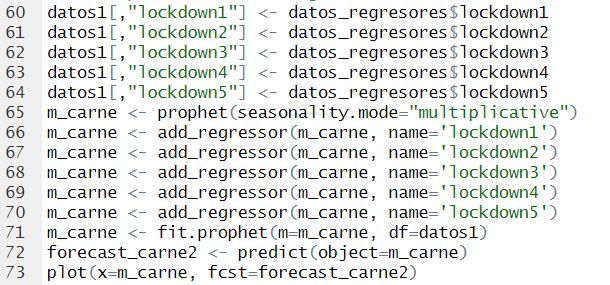 60 datos1[,"lockdown1"] <- datos_regresores$lockdown1
61 datos1[,"lockdown2"] <- datos_regresores$lockdown2
62 datos1[,"lockdown3"] <- datos_regresores$lockdown3
63 datos1[,"lockdown4"] <- datos_regresores$lockdown4
64 datos1[,"lockdown5"] <- datos_regresores$lockdown5
65 m_carne <- prophet(seasonality.mode="multiplicative")
66 m_carne <- add_regressor(m_carne, name='lockdown1')
67 m_carne <- add_regressor(m_carne, name='lockdown2')
68 m_carne <- add_regressor(m_carne, name='lockdown3')
69 m_carne <- add_regressor(m_carne, name='lockdown4')
70 m_carne <- add_regressor(m_carne, name='lockdown5')
71 m_carne <- fit.prophet(m=m_carne, df=datos1)
72 forecast_carne2 <- predict(object=m_carne)
73 plot(x=m_carne, fcst=forecast_carne2)